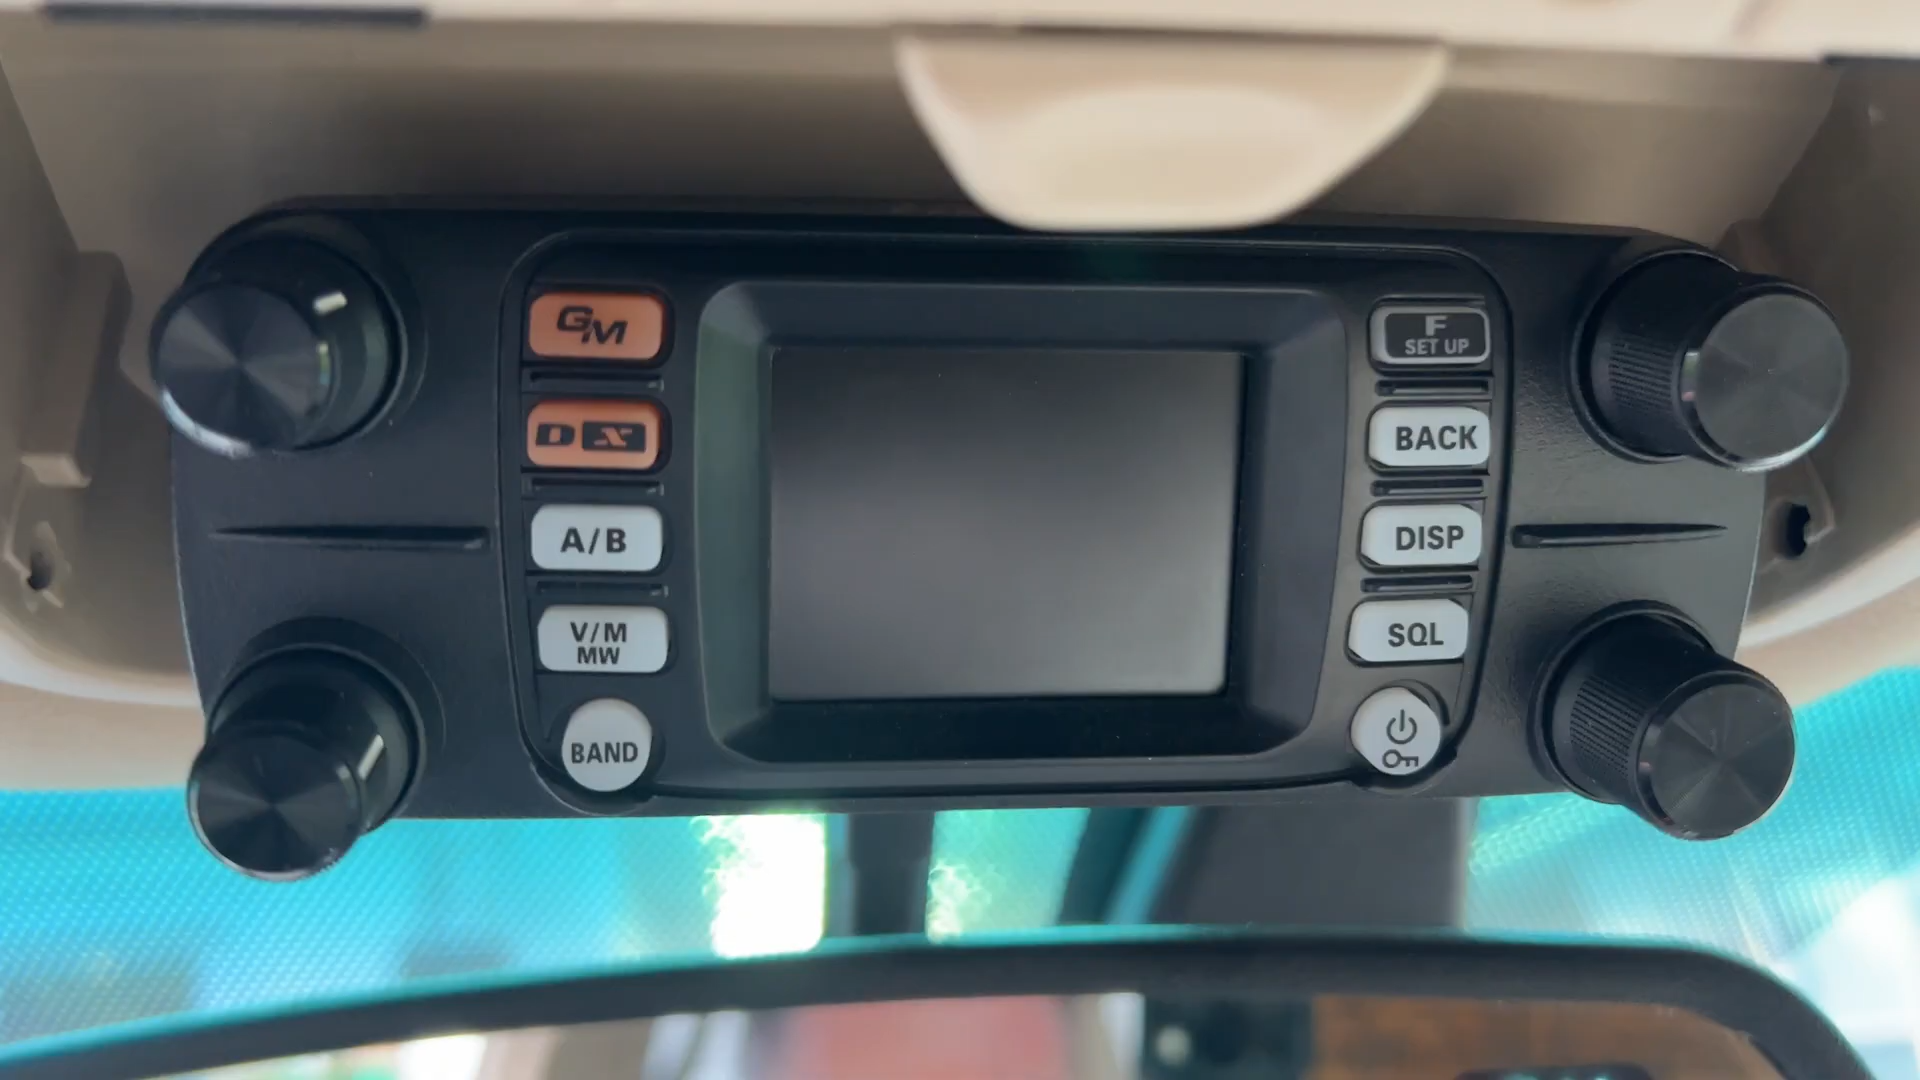 GM
DX
A/B
V/M
MW
BAND
F
SET UP
BACK
DISP
SQL